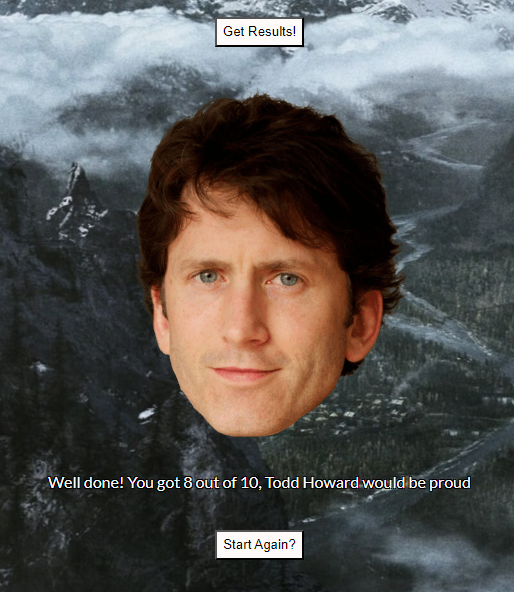 Get Results!
Well done! You got 8 out of 10, Todd Howard would be proud
Start Again?